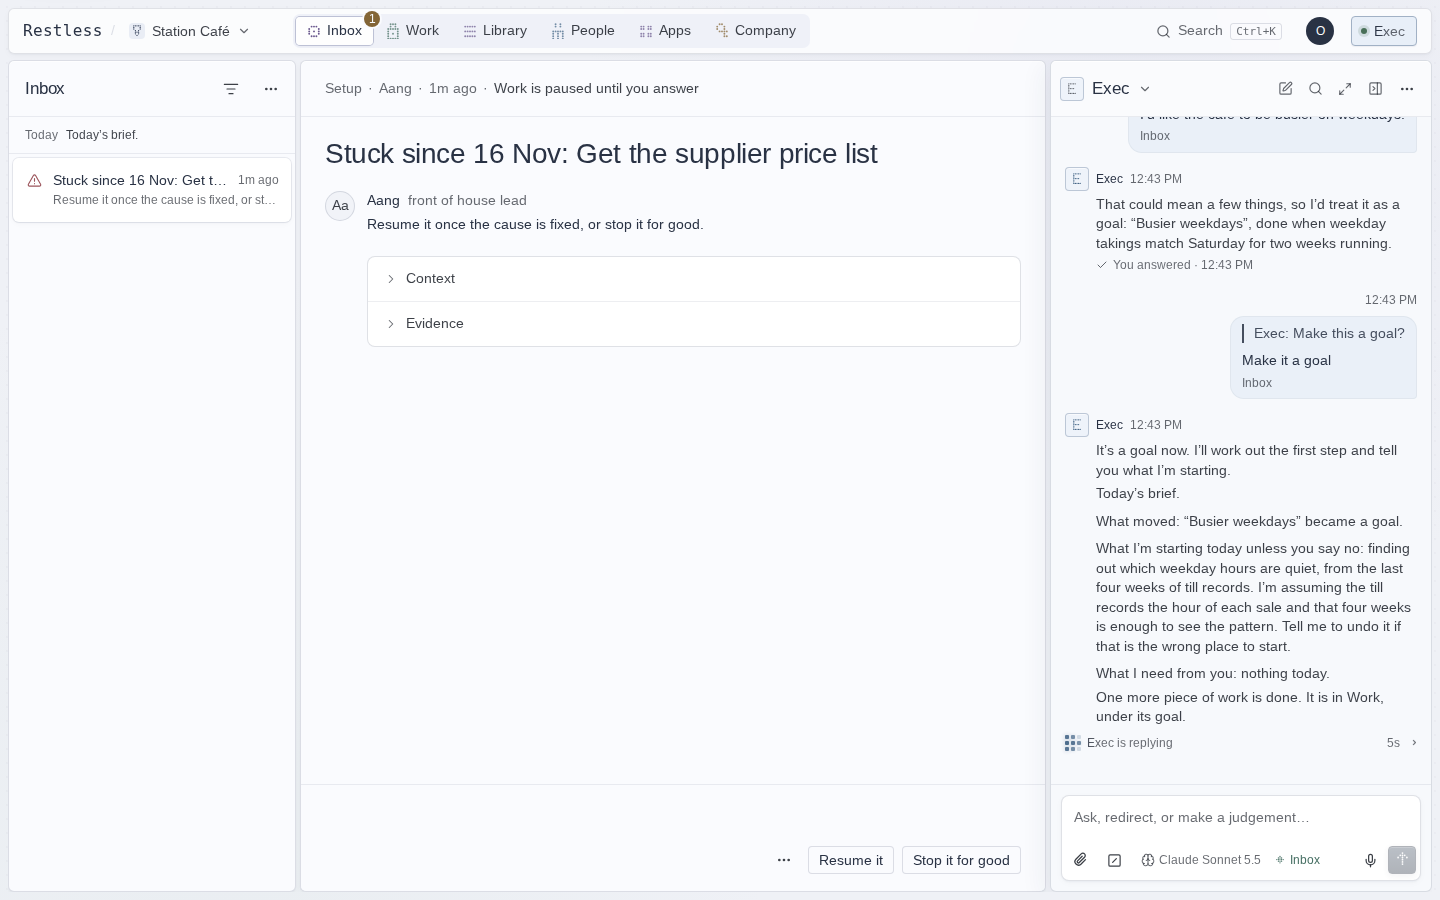 Restless / Station Café
Inbox 1 Work Library People Apps Company
Search Ctrl+K O Exec
Inbox
Today Today’s brief.
Stuck since 16 Nov: Get t… 1m ago
Resume it once the cause is fixed, or st…
Setup · Aang · 1m ago · Work is paused until you answer
Stuck since 16 Nov: Get the supplier price list
Aa Aang front of house lead
Resume it once the cause is fixed, or stop it for good.
Context
Evidence
Resume it Stop it for good
E Exec
I’d like the café to be busier on weekdays.
Inbox
E Exec 12:43 PM
That could mean a few things, so I’d treat it as a
goal: “Busier weekdays”, done when weekday
takings match Saturday for two weeks running.
You answered · 12:43 PM
12:43 PM
Exec: Make this a goal?
Make it a goal
Inbox
E Exec 12:43 PM
It’s a goal now. I’ll work out the first step and tell
you what I’m starting.
Today’s brief.
What moved: “Busier weekdays” became a goal.
What I’m starting today unless you say no: finding
out which weekday hours are quiet, from the last
four weeks of till records. I’m assuming the till
records the hour of each sale and that four weeks
is enough to see the pattern. Tell me to undo it if
that is the wrong place to start.
What I need from you: nothing today.
One more piece of work is done. It is in Work,
under its goal.
Exec is replying 5s
Ask, redirect, or make a judgement…
Claude Sonnet 5.5 Inbox